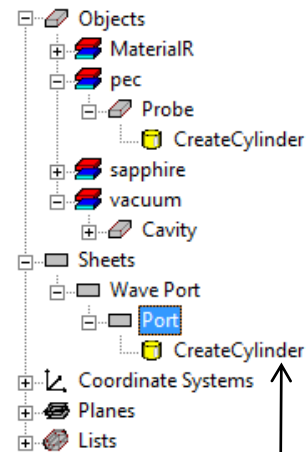 Objects
MaterialR
pec
Probe
CreateCylinder
sapphire
vacuum
Cavity
Sheets
Wave Port
Port
CreateCylinder
Coordinate Systems
Planes
Lists